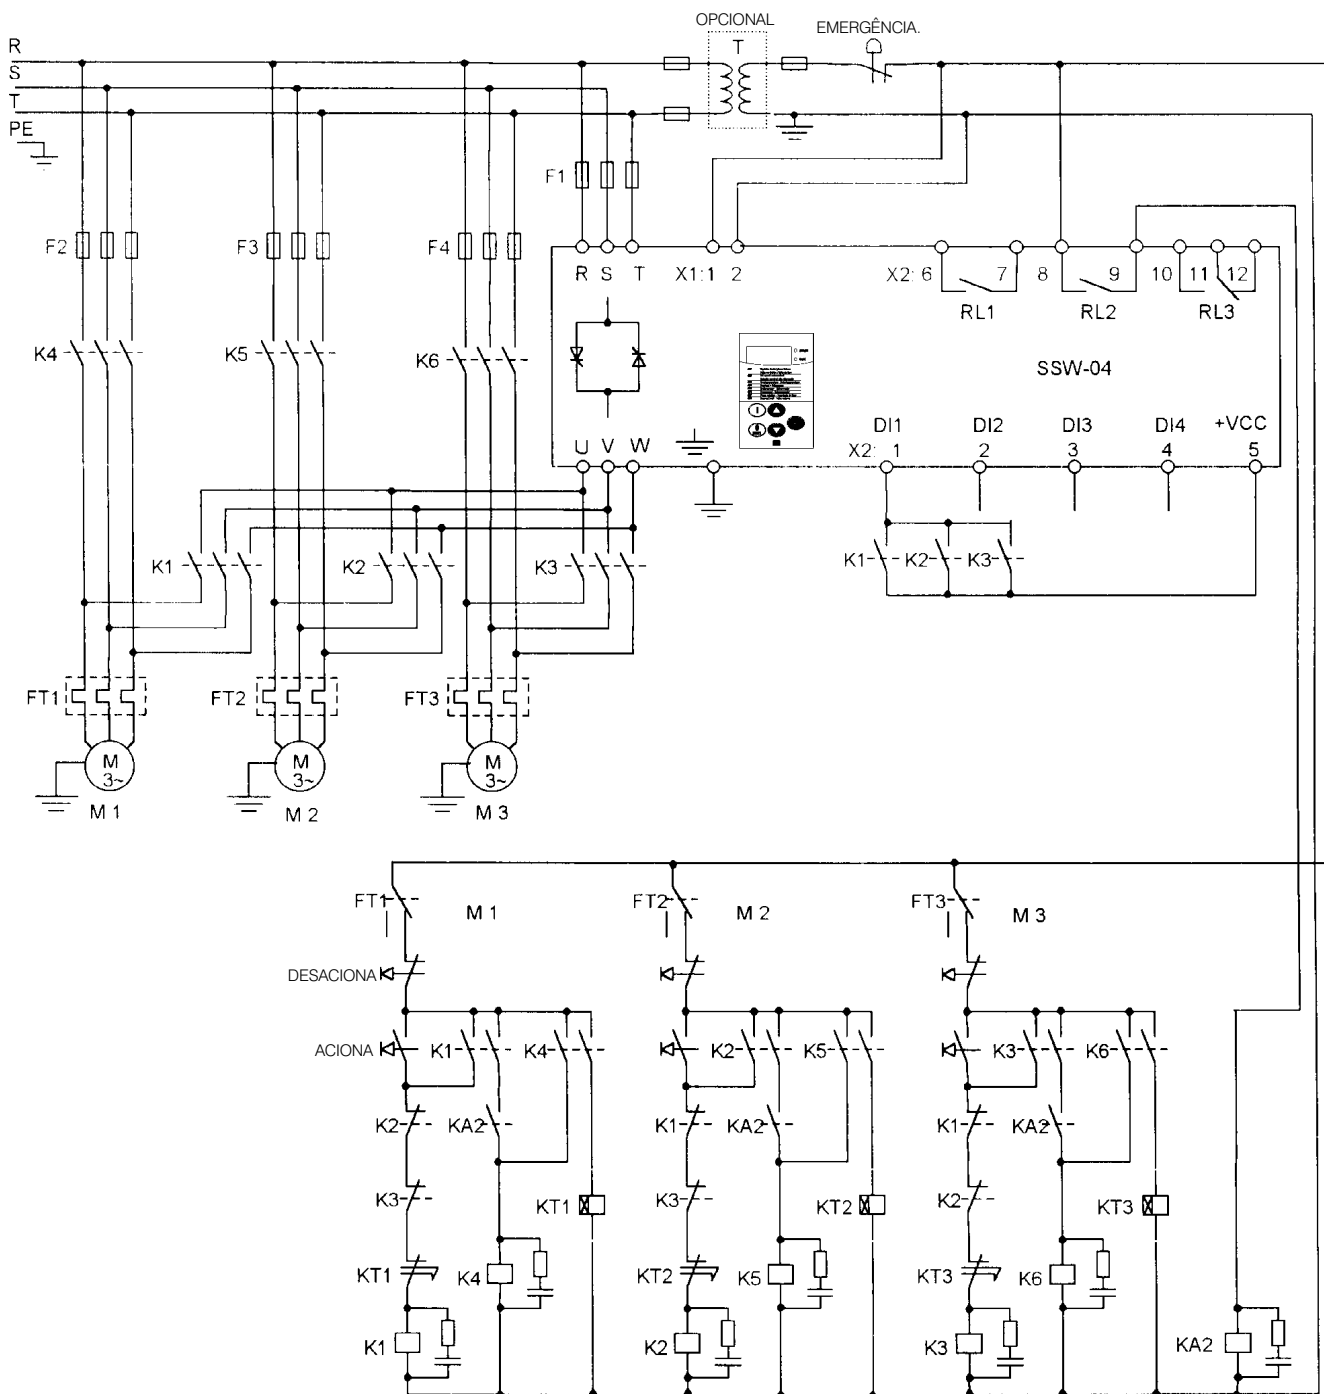 OPCIONAL
EMERGÊNCIA.
R
T
S
T
PE
F1
F2
F3
F4
R S T
X1:1 2
X2: 6 7 8 9 10 11 12
RL1 RL2 RL3
K4
K5
K6
SSW-04
DI1 DI2 DI3 DI4 +VCC
X2: 1 2 3 4 5
U V W
K1
K2
K3
K1
K2
K3
FT1
FT2
FT3
M
3~
M
3~
M
3~
M 1
M 2
M 3
FT1
M 1
FT2
M 2
FT3
M 3
DESACIONA
ACIONA
K1
K4
K2
K5
K3
K6
K2
KA2
K1
KA2
K1
KA2
K3
KT1
K3
KT2
K2
KT3
KT1
K4
KT2
K5
KT3
K6
K1
K2
K3
KA2